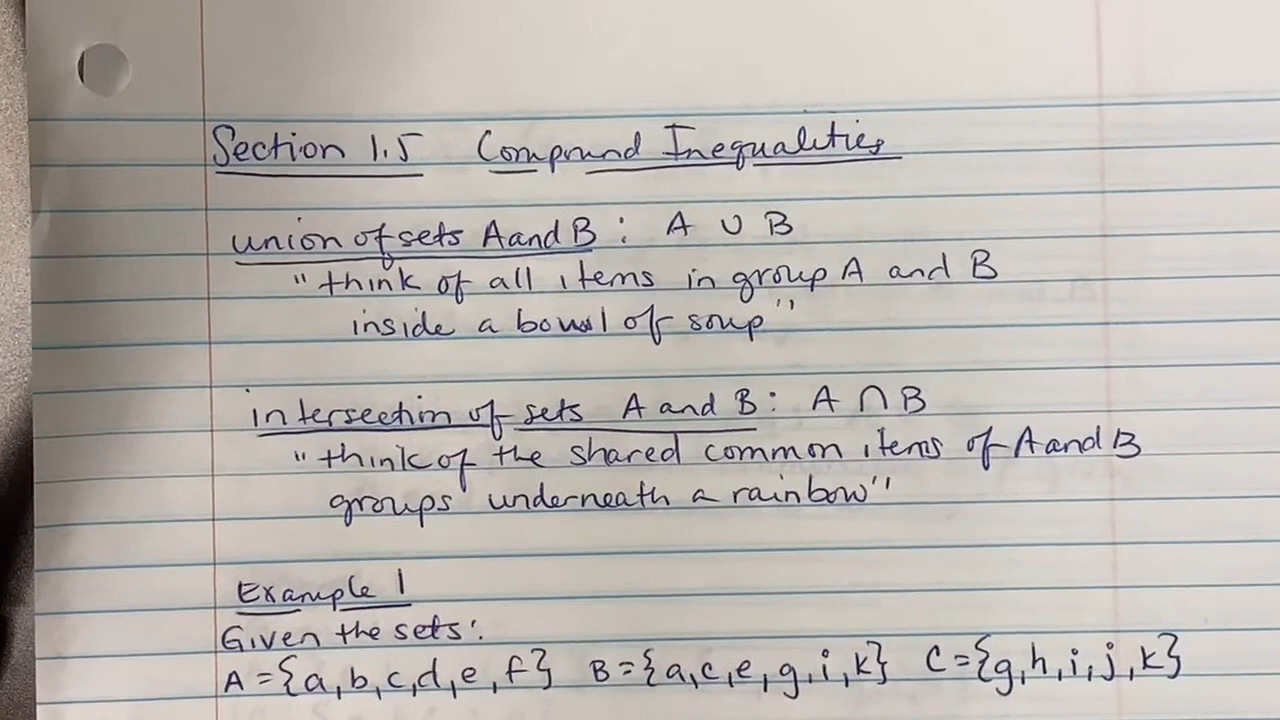 Section 1.5 Compound Inequalities
union of sets A and B : A ∪ B
"think of all items in group A and B
inside a bowl of soup"
intersection of sets A and B : A ∩ B
"think of the shared common items of A and B
groups underneath a rainbow"
Example 1
Given the sets:
A = {a, b, c, d, e, f} B = {a, c, e, g, i, k} C = {g, h, i, j, k}